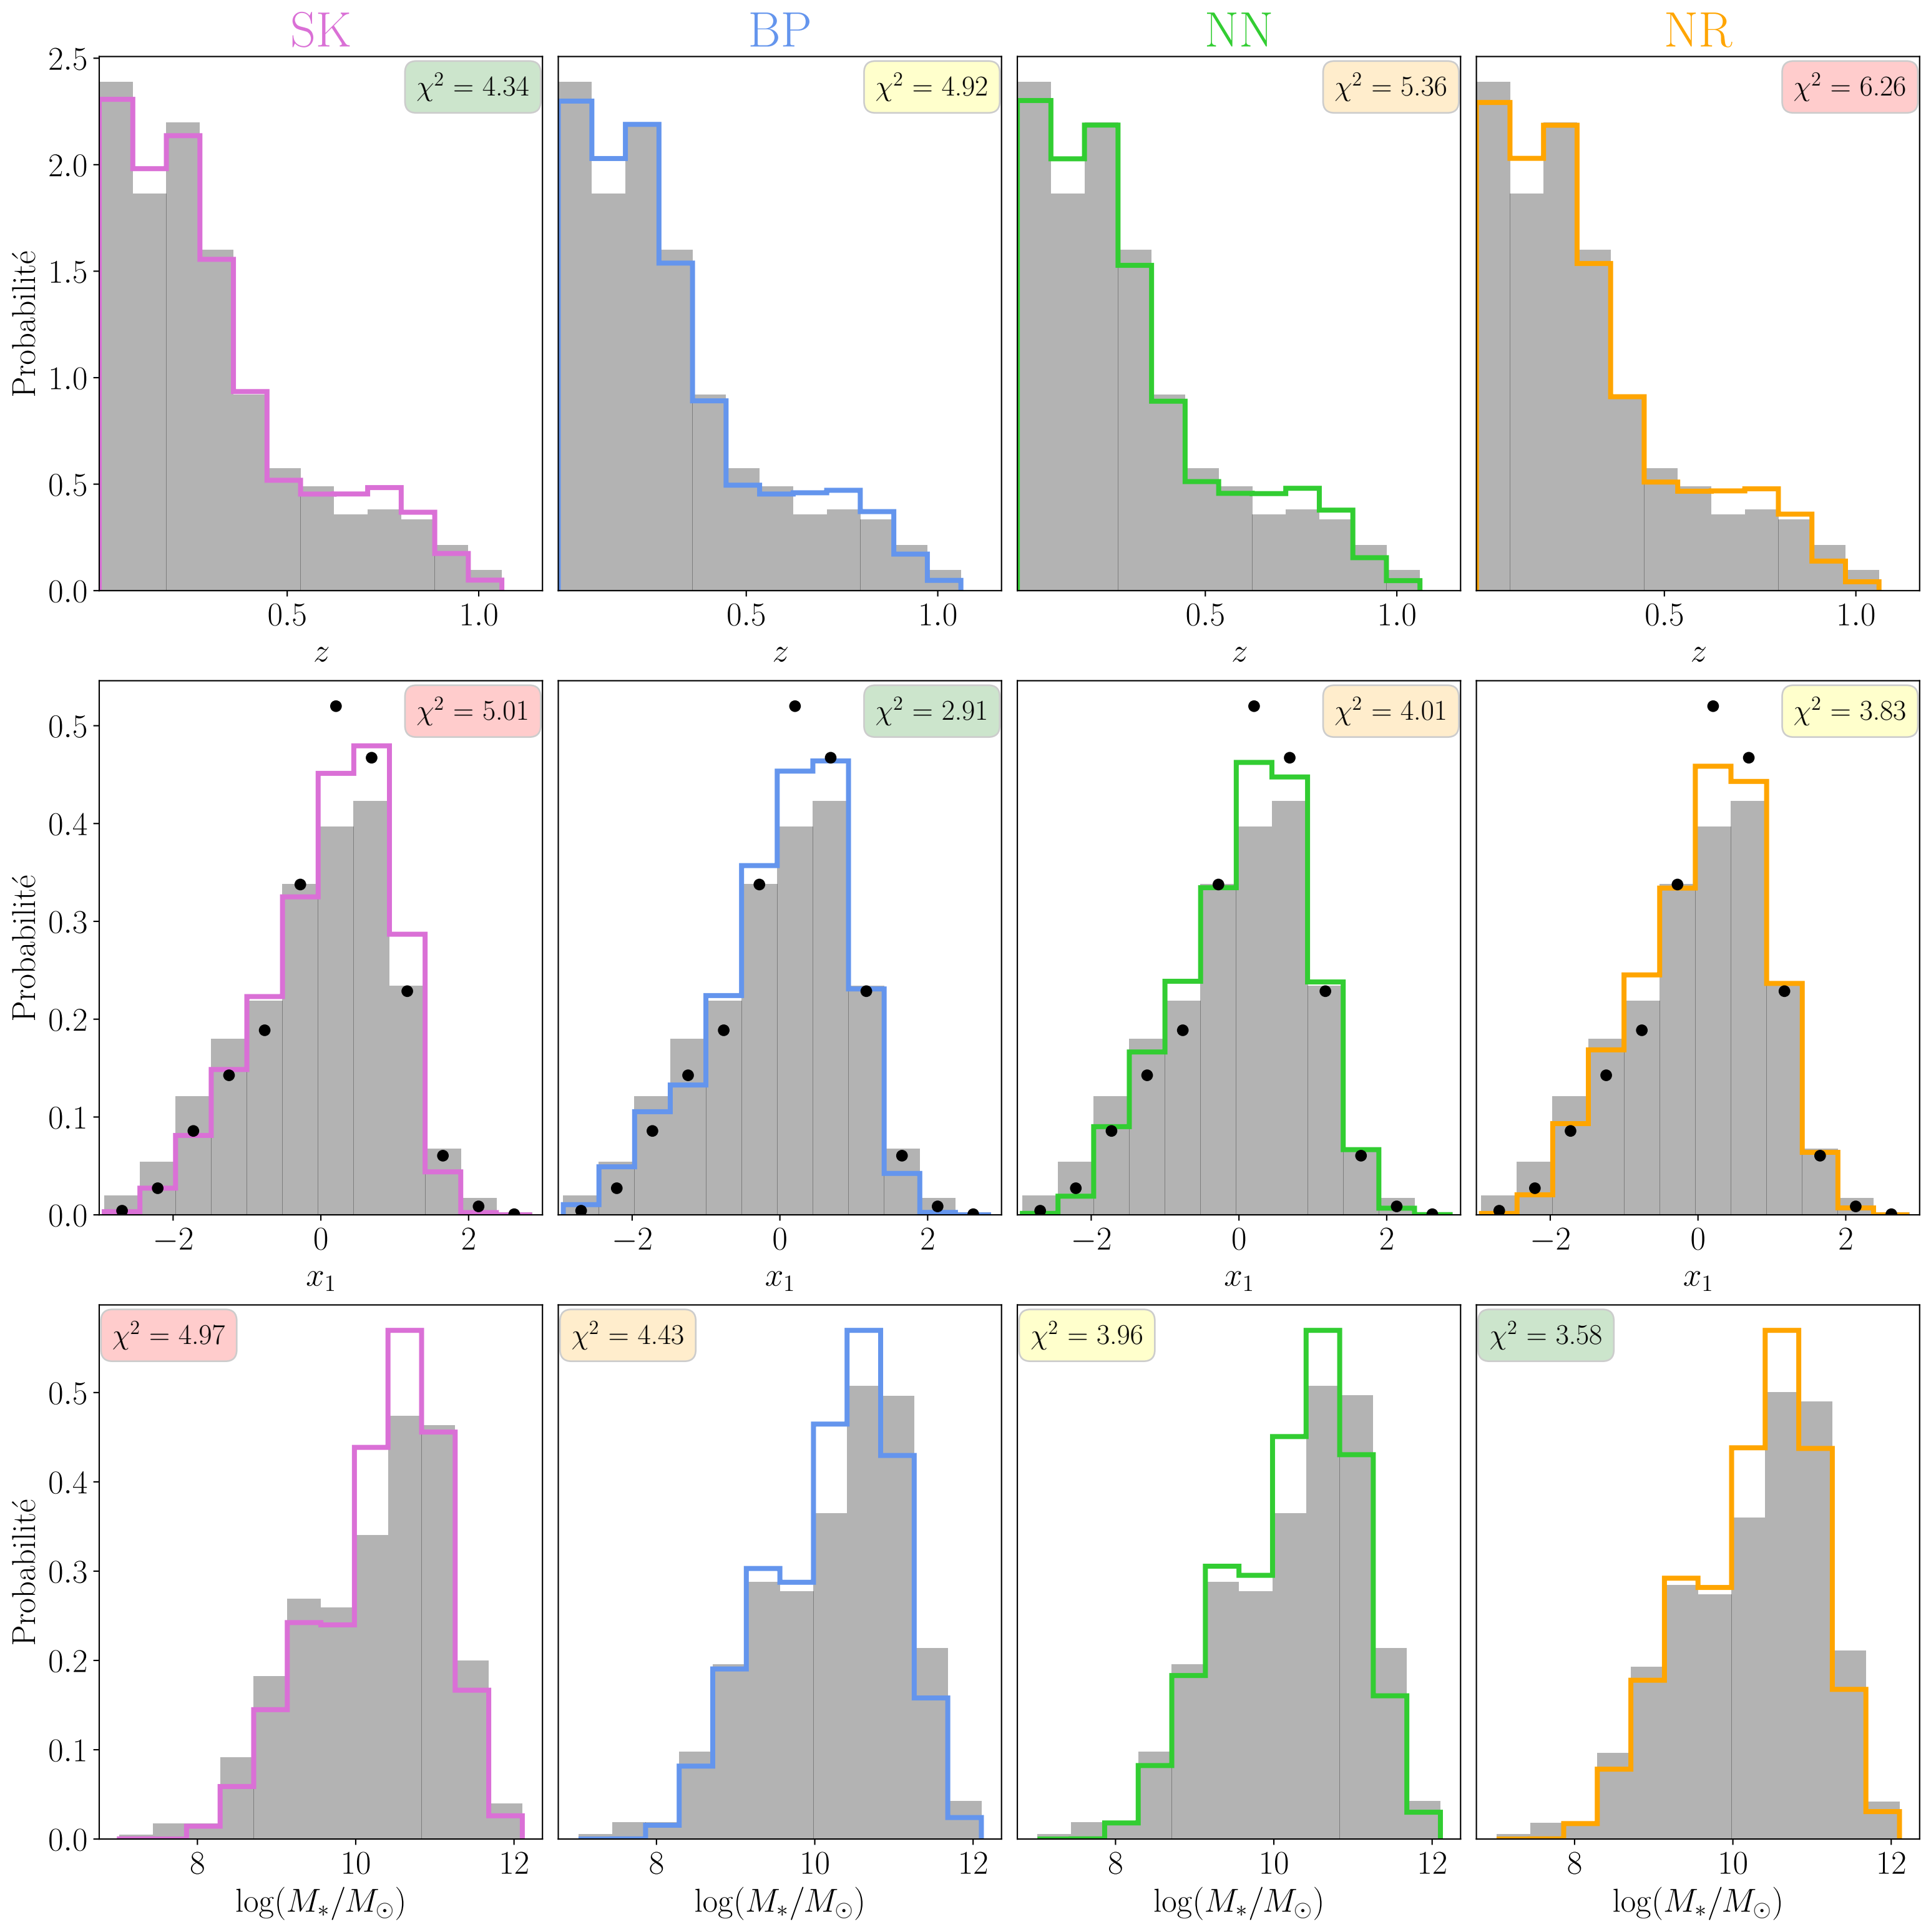 SK BP NN NR
χ² = 4.34 χ² = 4.92 χ² = 5.36 χ² = 6.26
Probabilité
2.5
2.0
1.5
1.0
0.5
0.0
0.5 1.0 0.5 1.0 0.5 1.0 0.5 1.0
z z z z
χ² = 5.01 χ² = 2.91 χ² = 4.01 χ² = 3.83
Probabilité
0.5
0.4
0.3
0.2
0.1
0.0
−2 0 2 −2 0 2 −2 0 2 −2 0 2
x₁ x₁ x₁ x₁
χ² = 4.97 χ² = 4.43 χ² = 3.96 χ² = 3.58
Probabilité
0.5
0.4
0.3
0.2
0.1
0.0
8 10 12 8 10 12 8 10 12 8 10 12
log(M∗/M⊙) log(M∗/M⊙) log(M∗/M⊙) log(M∗/M⊙)